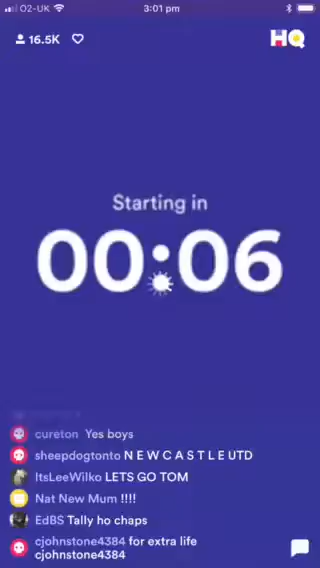 O2-UK
3:01 pm
16.5K
HQ
Starting in
00:06
cureton Yes boys
sheepdogtonto N E W C A S T L E UTD
ItsLeeWilko LETS GO TOM
Nat New Mum !!!!
EdBS Tally ho chaps
cjohnstone4384 for extra life
cjohnstone4384